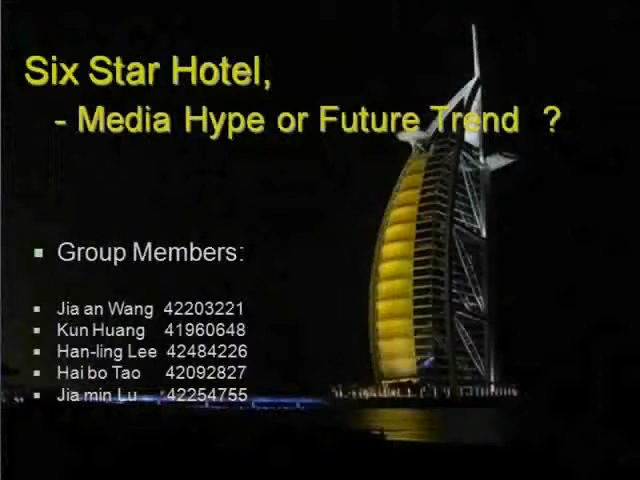 Six Star Hotel,
- Media Hype or Future Trend ?
Group Members:
Jia an Wang 42203221
Kun Huang 41960648
Han-ling Lee 42484226
Hai bo Tao 42092827
Jia min Lu 42254755